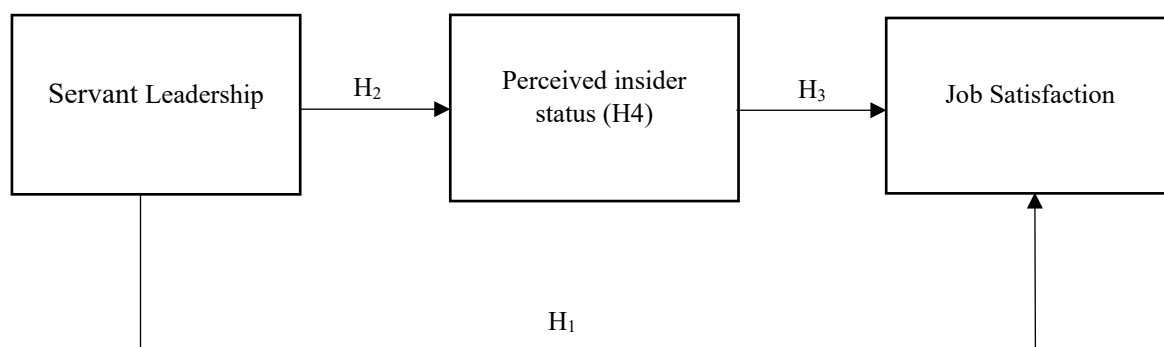 Servant Leadership
H₂
Perceived insider
status (H4)
H₃
Job Satisfaction
H₁